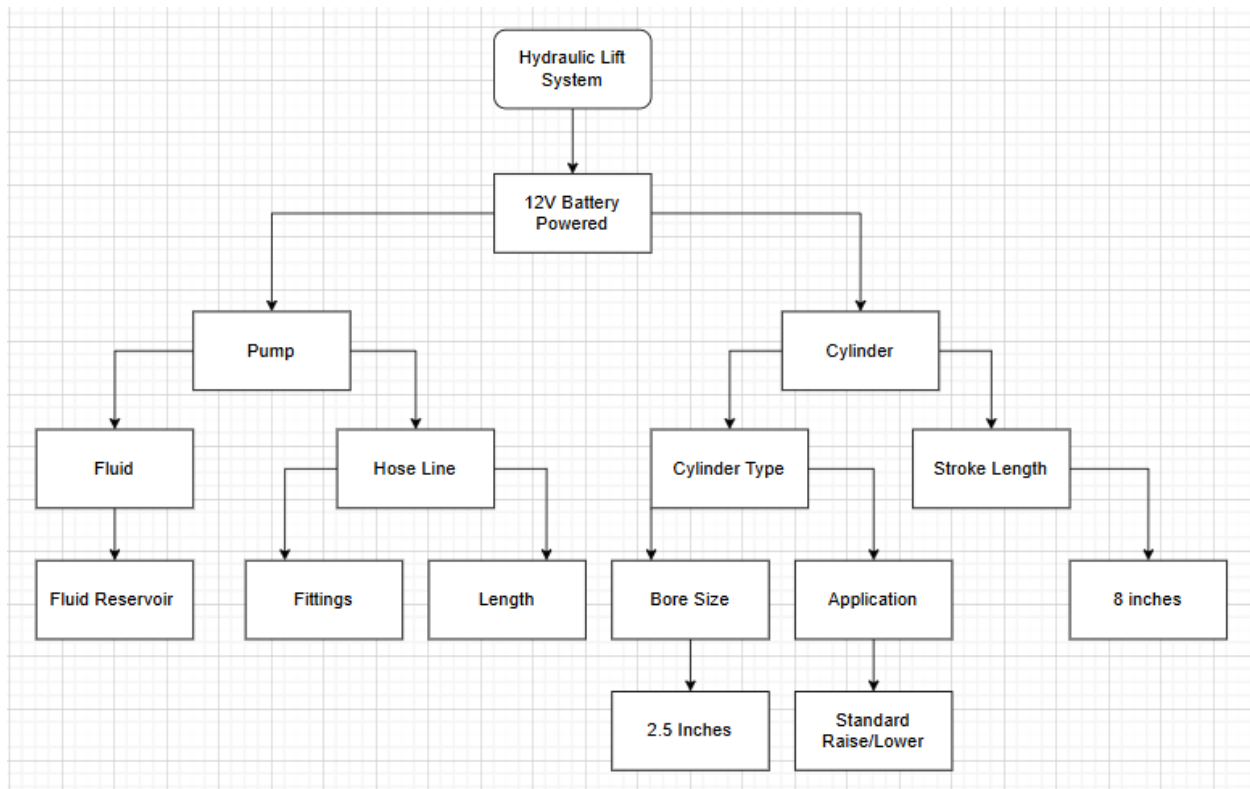 Hydraulic Lift
System
12V Battery
Powered
Pump
Cylinder
Fluid
Hose Line
Cylinder Type
Stroke Length
Fluid Reservoir
Fittings
Length
Bore Size
Application
8 inches
2.5 Inches
Standard
Raise/Lower